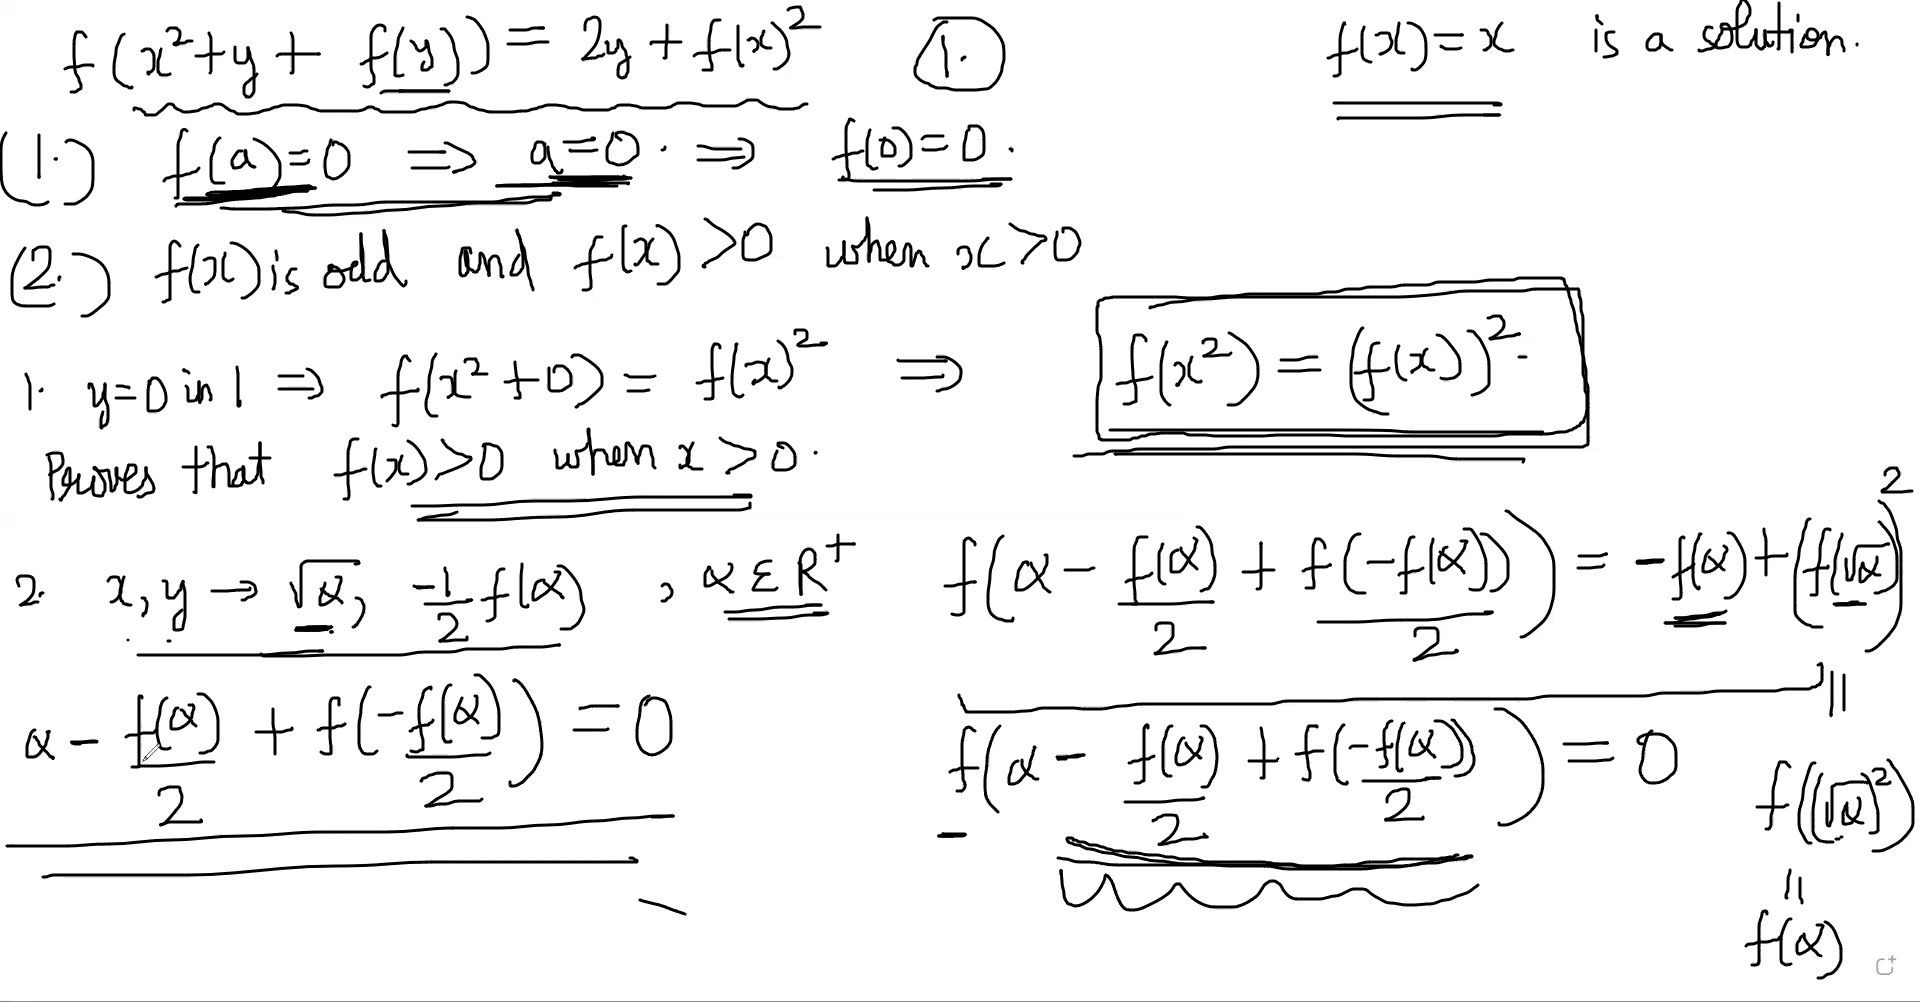 f(x²+y+f(y)) = 2y + f(x)² (1.) f(x) = x is a solution.
(1.) f(a)=0 ⇒ a=0. ⇒ f(0)=0.
(2.) f(x) is odd and f(x) > 0 when x > 0
1. y=0 in 1 ⇒ f(x²+0) = f(x)² ⇒ f(x²) = (f(x))².
Proves that f(x) > 0 when x > 0.
2. x, y → √α, -1/2 f(α) , α ∈ R⁺ f(α - f(α)/2 + f(-f(α))/2) = -f(α) + (f(√α))²
α - f(α)/2 + f(-f(α)/2) = 0 f(α - f(α)/2 + f(-f(α)/2)) = 0 =
f((√α)²)
=
f(α)